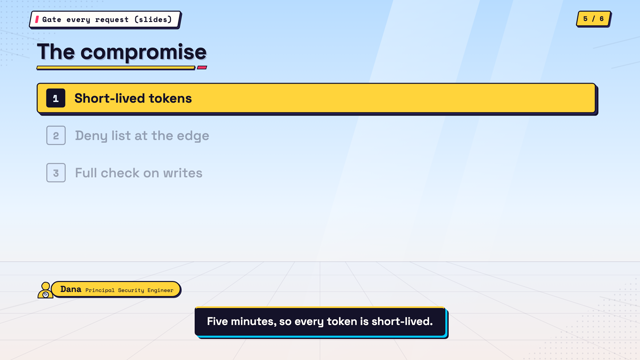 Gate every request (slides)
5 / 6
The compromise
1 Short-lived tokens
2 Deny list at the edge
3 Full check on writes
Dana Principal Security Engineer
Five minutes, so every token is short-lived.